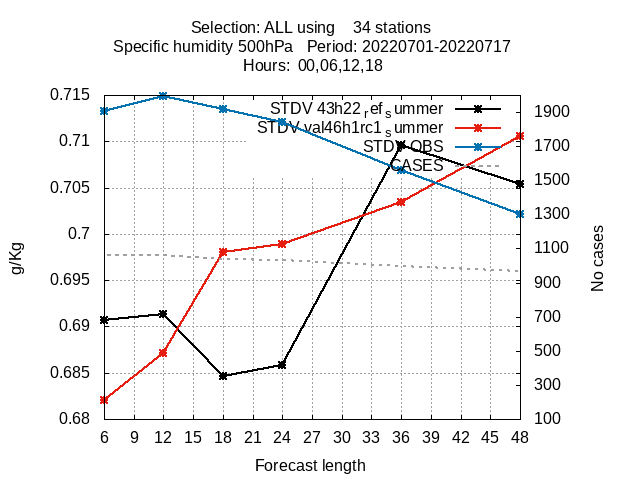 Selection: ALL using    34 stations
Specific humidity 500hPa   Period: 20220701-20220717
Hours:  00,06,12,18
STDV 43h22_ref_summer
STDV val46h1rc1_summer
STDV OBS
CASES
0.715
0.71
0.705
0.7
0.695
0.69
0.685
0.68
1900
1700
1500
1300
1100
900
700
500
300
100
g/Kg
No cases
6 9 12 15 18 21 24 27 30 33 36 39 42 45 48
Forecast length